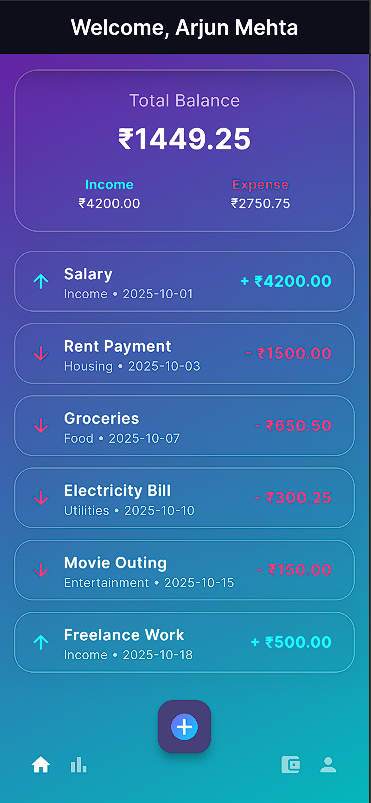 Welcome, Arjun Mehta
Total Balance
₹1449.25
Income Expense
₹4200.00 ₹2750.75
Salary
+ ₹4200.00
Income • 2025-10-01
Rent Payment
- ₹1500.00
Housing • 2025-10-03
Groceries
- ₹650.50
Food • 2025-10-07
Electricity Bill
- ₹300.25
Utilities • 2025-10-10
Movie Outing
- ₹150.00
Entertainment • 2025-10-15
Freelance Work
+ ₹500.00
Income • 2025-10-18